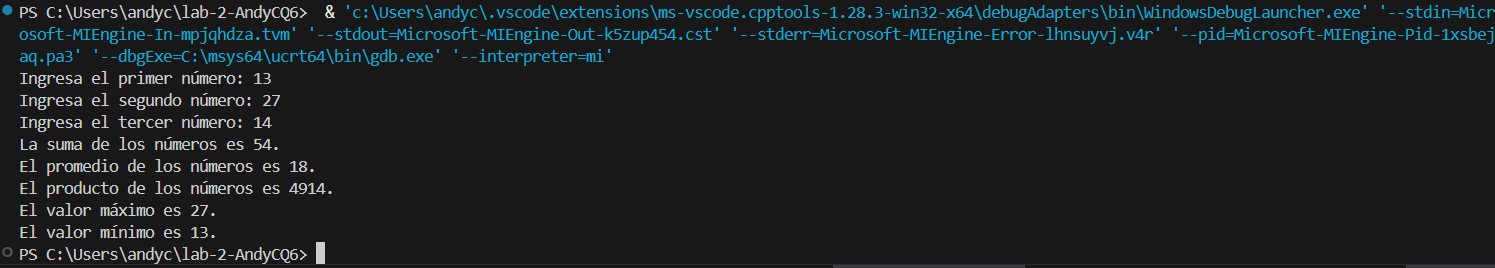 PS C:\Users\andyc\lab-2-AndyCQ6>  & 'c:\Users\andyc\.vscode\extensions\ms-vscode.cpptools-1.28.3-win32-x64\debugAdapters\bin\WindowsDebugLauncher.exe' '--stdin=Micr
osoft-MIEngine-In-mpjqhdza.tvm' '--stdout=Microsoft-MIEngine-Out-k5zup454.cst' '--stderr=Microsoft-MIEngine-Error-lhnsuyvj.v4r' '--pid=Microsoft-MIEngine-Pid-1xsbej
aq.pa3' '--dbgExe=C:\msys64\ucrt64\bin\gdb.exe' '--interpreter=mi'
Ingresa el primer número: 13
Ingresa el segundo número: 27
Ingresa el tercer número: 14
La suma de los números es 54.
El promedio de los números es 18.
El producto de los números es 4914.
El valor máximo es 27.
El valor mínimo es 13.
PS C:\Users\andyc\lab-2-AndyCQ6>